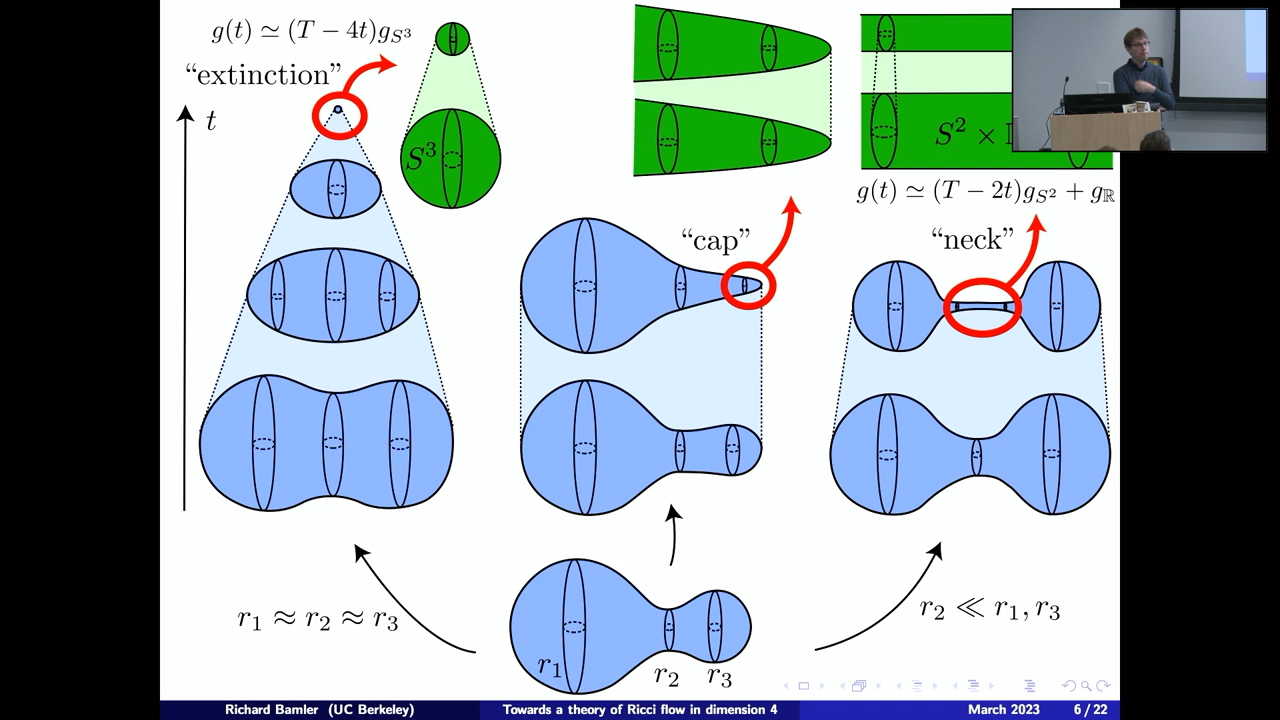 g(t) ≃ (T − 4t)g_{S^3}
“extinction”
t
S^3
“cap”
S^2 ×
g(t) ≃ (T − 2t)g_{S^2} + g_ℝ
“neck”
r_1 ≈ r_2 ≈ r_3
r_2 ≪ r_1, r_3
r_1
r_2
r_3
Richard Bamler (UC Berkeley)
Towards a theory of Ricci flow in dimension 4
March 2023
6 / 22